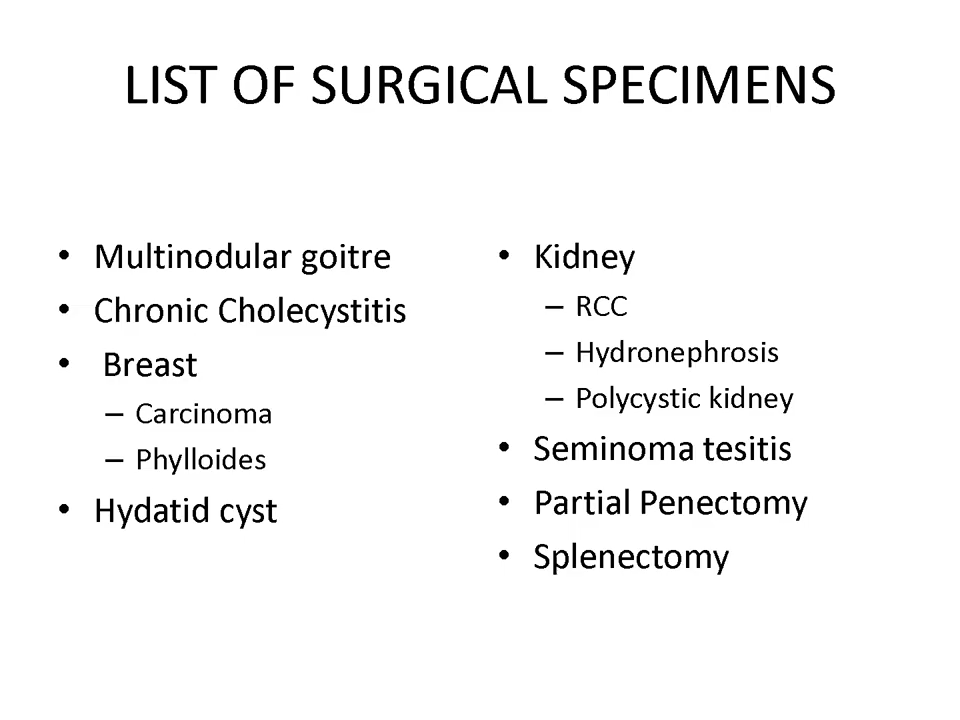 LIST OF SURGICAL SPECIMENS
• Multinodular goitre
• Chronic Cholecystitis
• Breast
– Carcinoma
– Phylloides
• Hydatid cyst
• Kidney
– RCC
– Hydronephrosis
– Polycystic kidney
• Seminoma tesitis
• Partial Penectomy
• Splenectomy